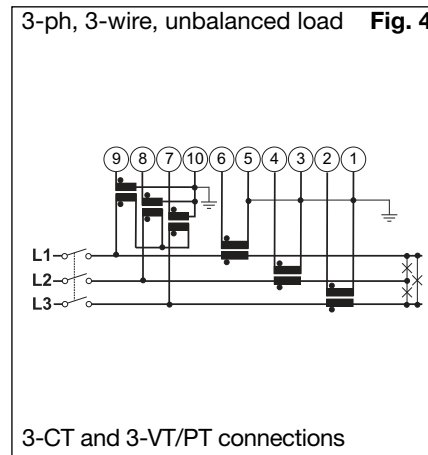 3-ph, 3-wire, unbalanced load Fig. 4
9 8 7 10 6 5 4 3 2 1
L1
L2
L3
3-CT and 3-VT/PT connections